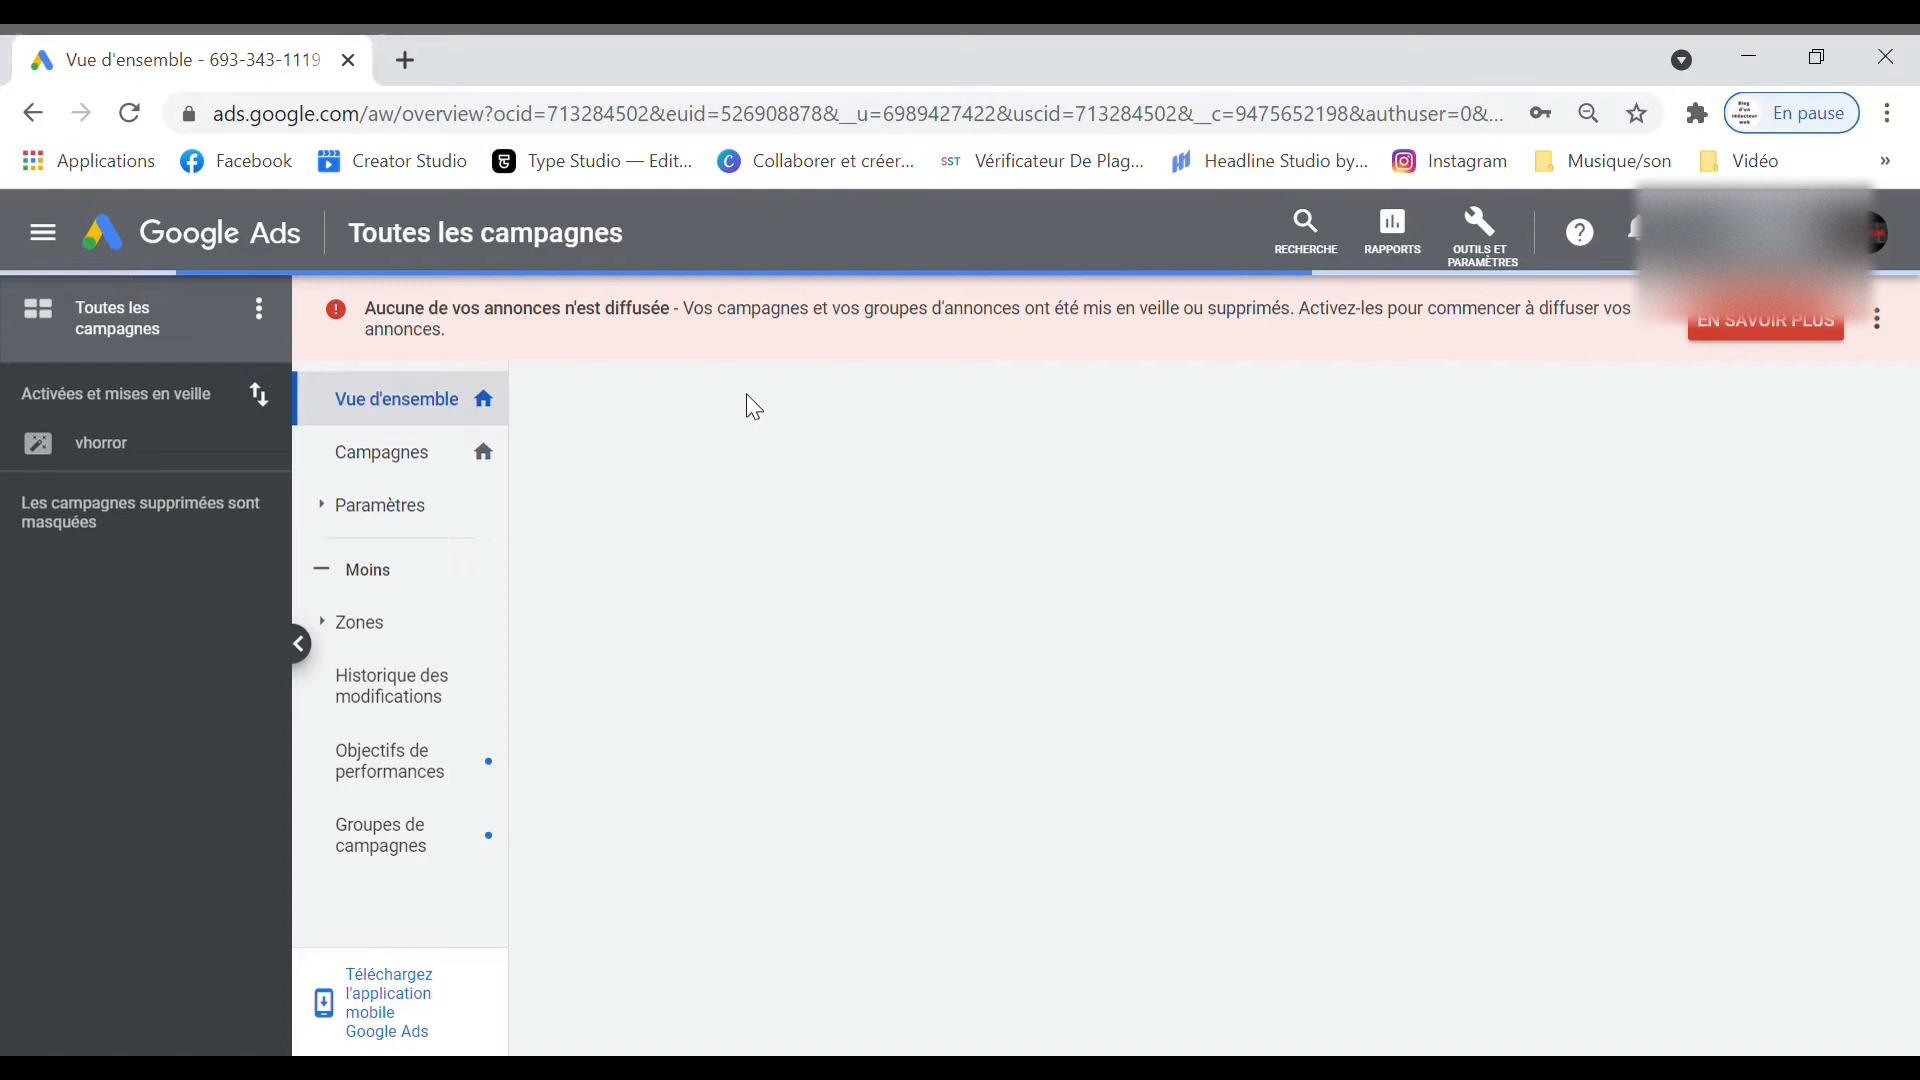 Vue d'ensemble - 693-343-1119
ads.google.com/aw/overview?ocid=713284502&euid=526908878&__u=6989427422&uscid=713284502&__c=9475652198&authuser=0&...
En pause
Applications
Facebook
Creator Studio
Type Studio — Edit...
Collaborer et créer...
SST Vérificateur De Plag...
Headline Studio by...
Instagram
Musique/son
Vidéo
»
Google Ads
Toutes les campagnes
RECHERCHE
RAPPORTS
OUTILS ET
PARAMÈTRES
Toutes les
campagnes
Aucune de vos annonces n'est diffusée - Vos campagnes et vos groupes d'annonces ont été mis en veille ou supprimés. Activez-les pour commencer à diffuser vos
annonces.
EN SAVOIR PLUS
Activées et mises en veille
vhorror
Les campagnes supprimées sont
masquées
Vue d'ensemble
Campagnes
Paramètres
Moins
Zones
Historique des
modifications
Objectifs de
performances
Groupes de
campagnes
Téléchargez
l'application
mobile
Google Ads